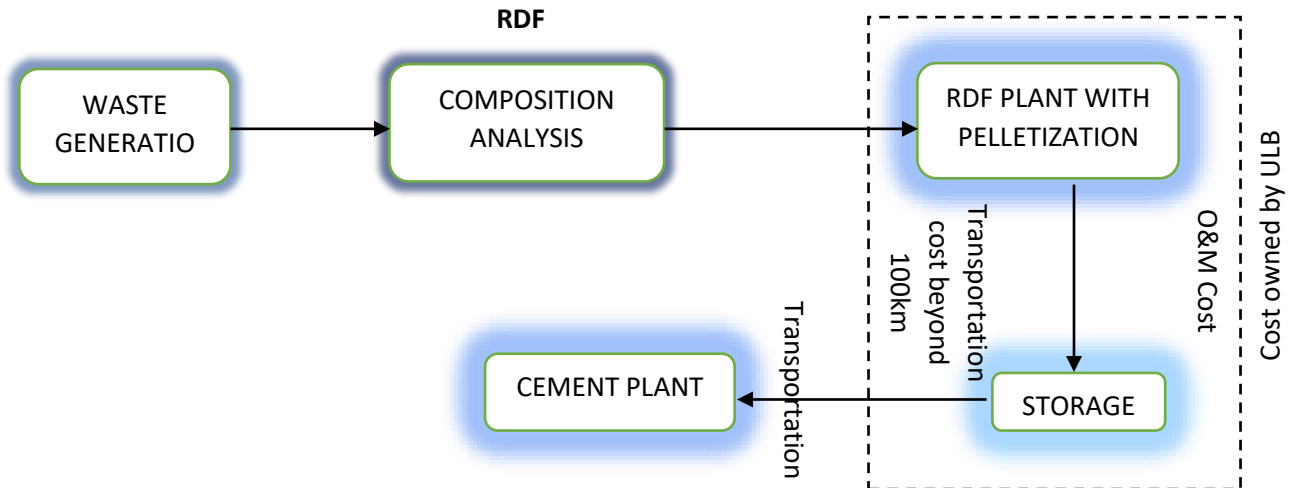 RDF
WASTE
GENERATIO
COMPOSITION
ANALYSIS
RDF PLANT WITH
PELLETIZATION
Transportation
cost beyond
100km
O&M Cost
Cost owned by ULB
Transportation
CEMENT PLANT
STORAGE